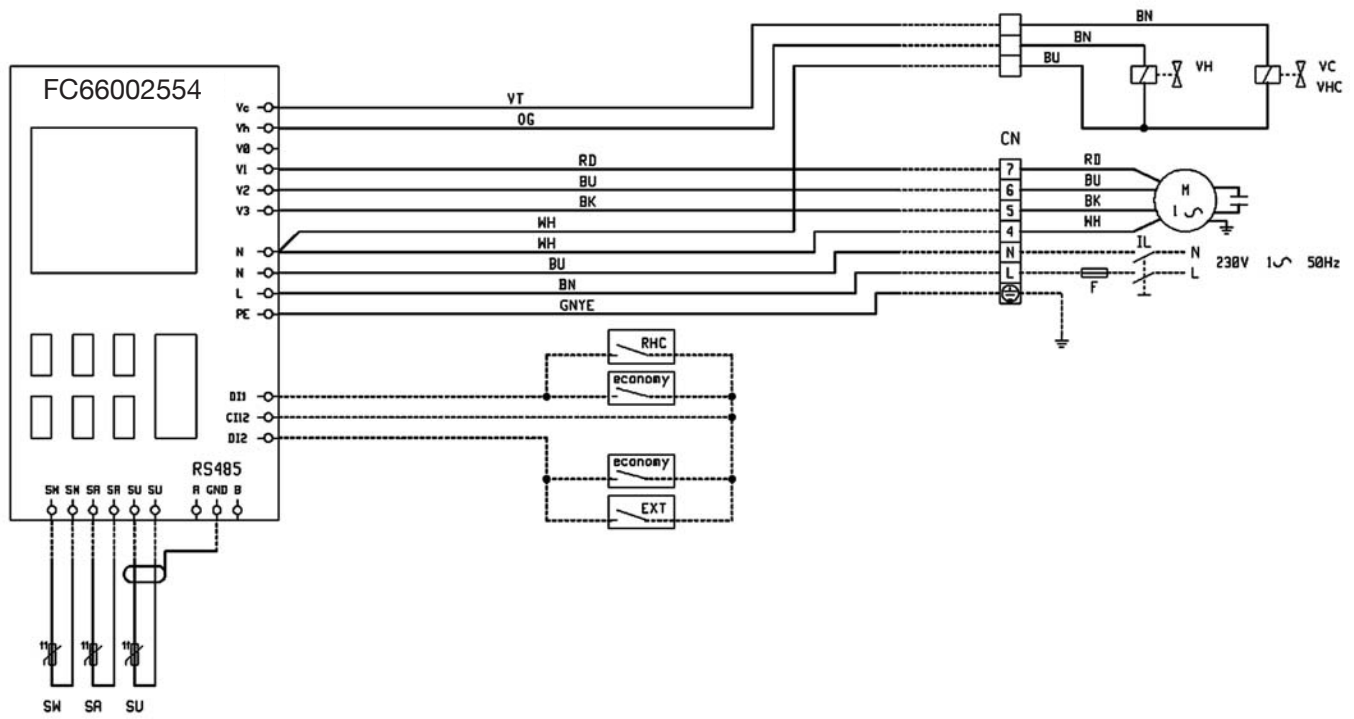 BN
BN
BU
VH
VC
VHC
FC66002554
Vc
VT
Vh
OG
V0
CN
V1
RD
7
RD
V2
BU
6
BU
M
1
V3
BK
5
BK
WH
4
WH
N
WH
N
IL
N
N
BU
230V 1 50Hz
L
BN
L
F
L
PE
GNYE
RHC
DI1
economy
CI12
DI2
economy
RS485
EXT
SW SW SA SA SU SU A GND B
SW SA SU